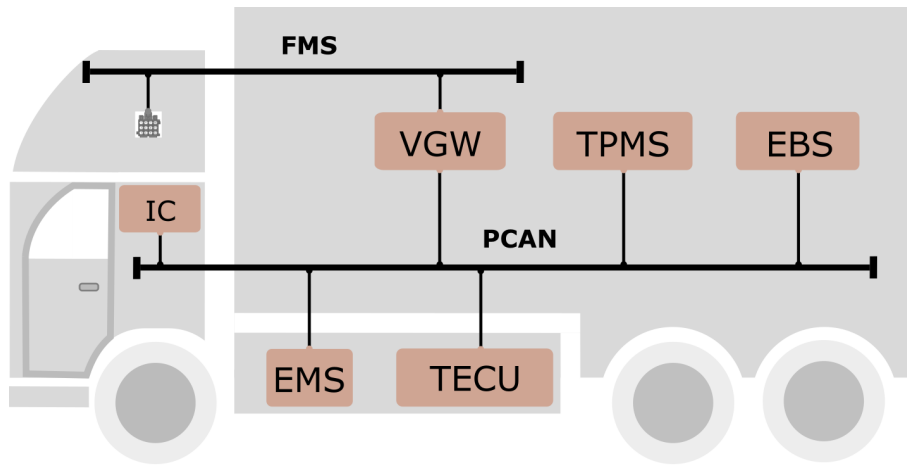 FMS
VGW
TPMS
EBS
IC
PCAN
EMS
TECU